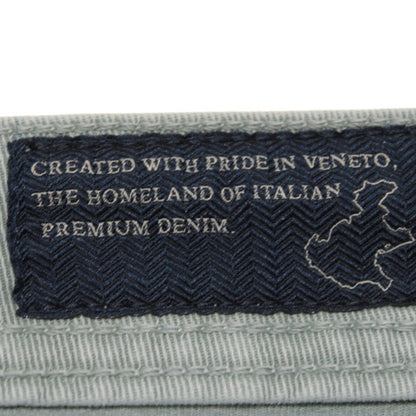 CREATED WITH PRIDE IN VENETO,
THE HOMELAND OF ITALIAN
PREMIUM DENIM.